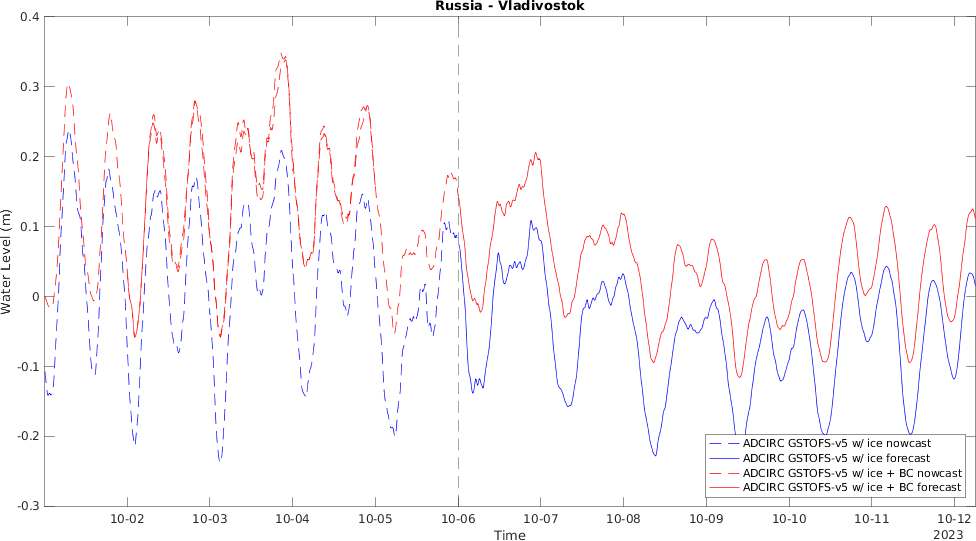 Russia - Vladivostok
0.4
0.3
0.2
0.1
0
-0.1
-0.2
-0.3
Water Level (m)
ADCIRC GSTOFS-v5 w/ ice nowcast
ADCIRC GSTOFS-v5 w/ ice forecast
ADCIRC GSTOFS-v5 w/ ice + BC nowcast
ADCIRC GSTOFS-v5 w/ ice + BC forecast
10-02 10-03 10-04 10-05 10-06 10-07 10-08 10-09 10-10 10-11 10-12
Time 2023